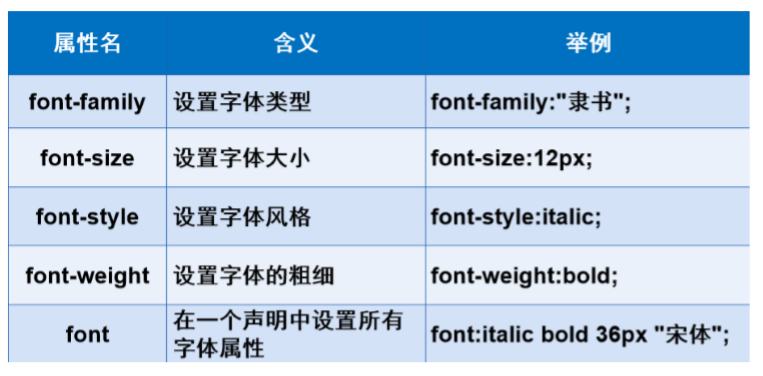 属性名 含义 举例
font-family 设置字体类型 font-family:"隶书";
font-size 设置字体大小 font-size:12px;
font-style 设置字体风格 font-style:italic;
font-weight 设置字体的粗细 font-weight:bold;
font 在一个声明中设置所有
字体属性 font:italic bold 36px "宋体";